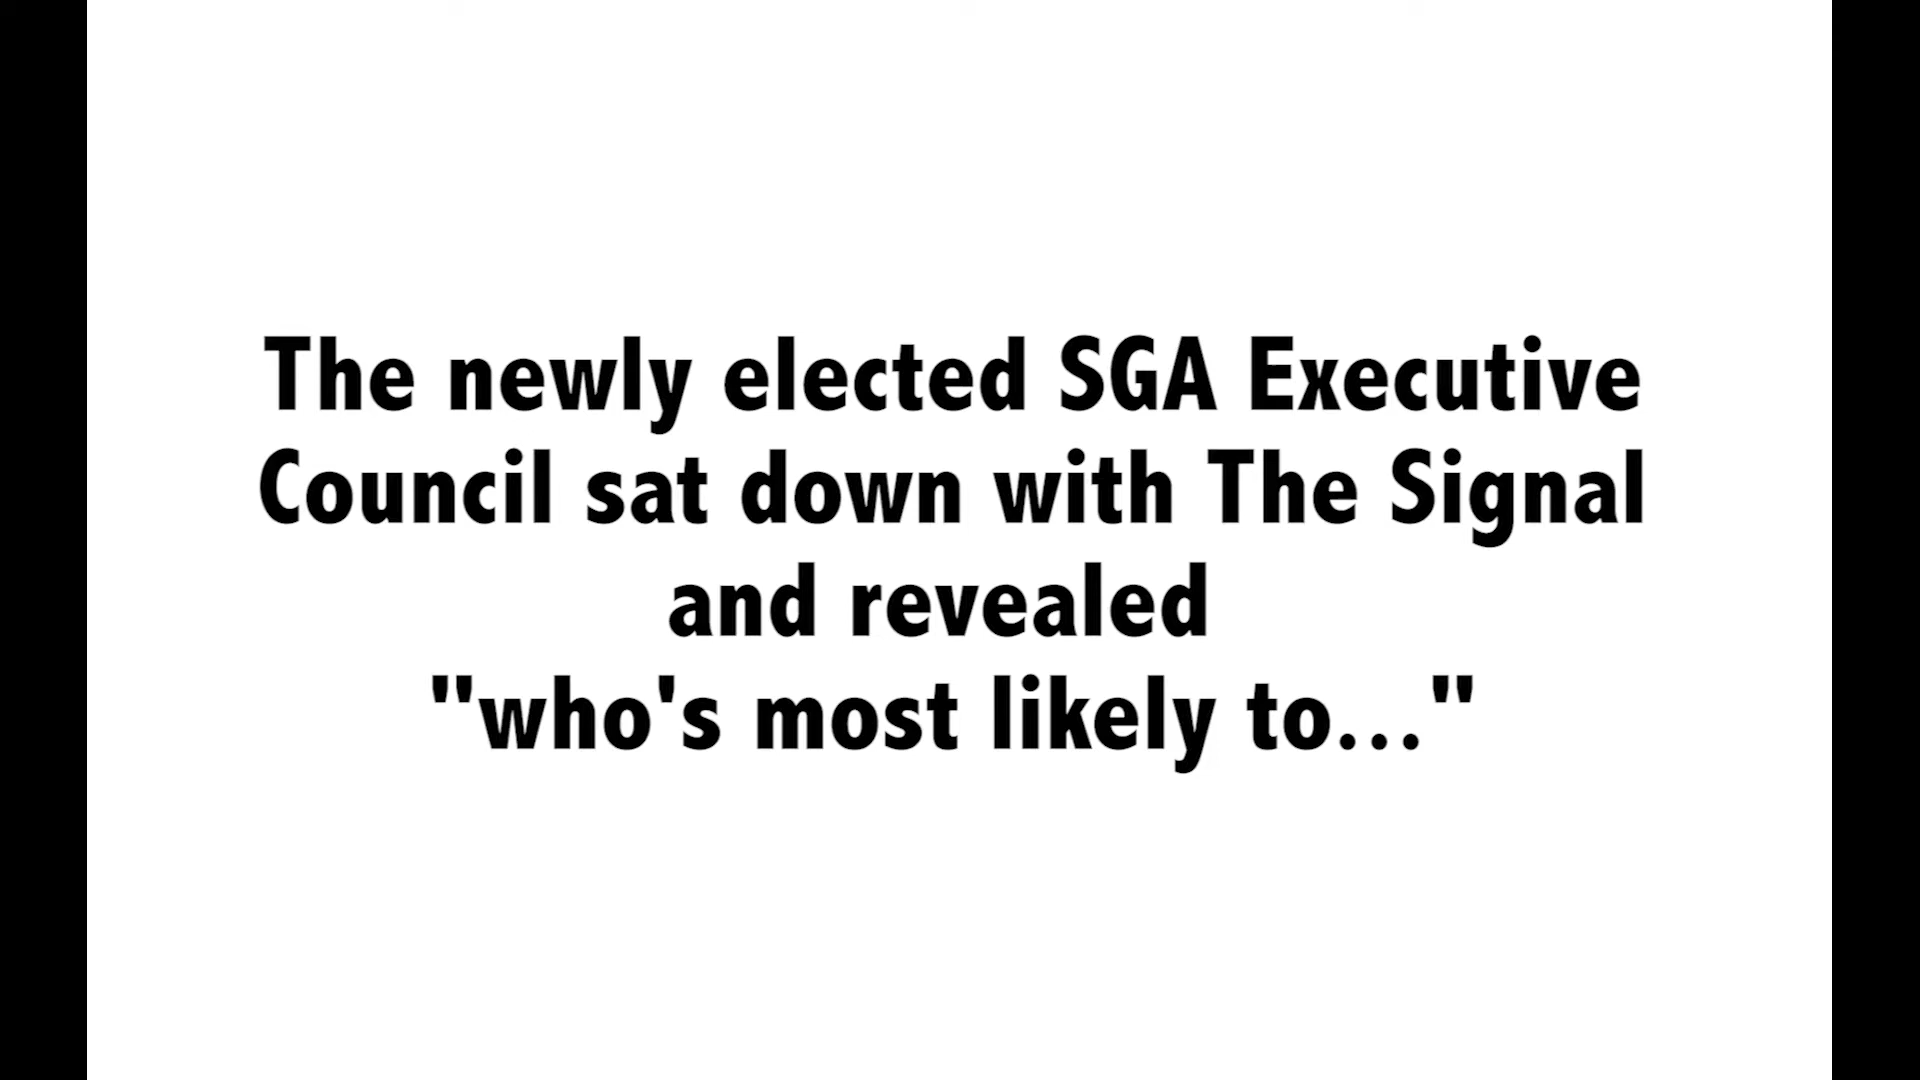 The newly elected SGA Executive
Council sat down with The Signal
and revealed
"who's most likely to..."